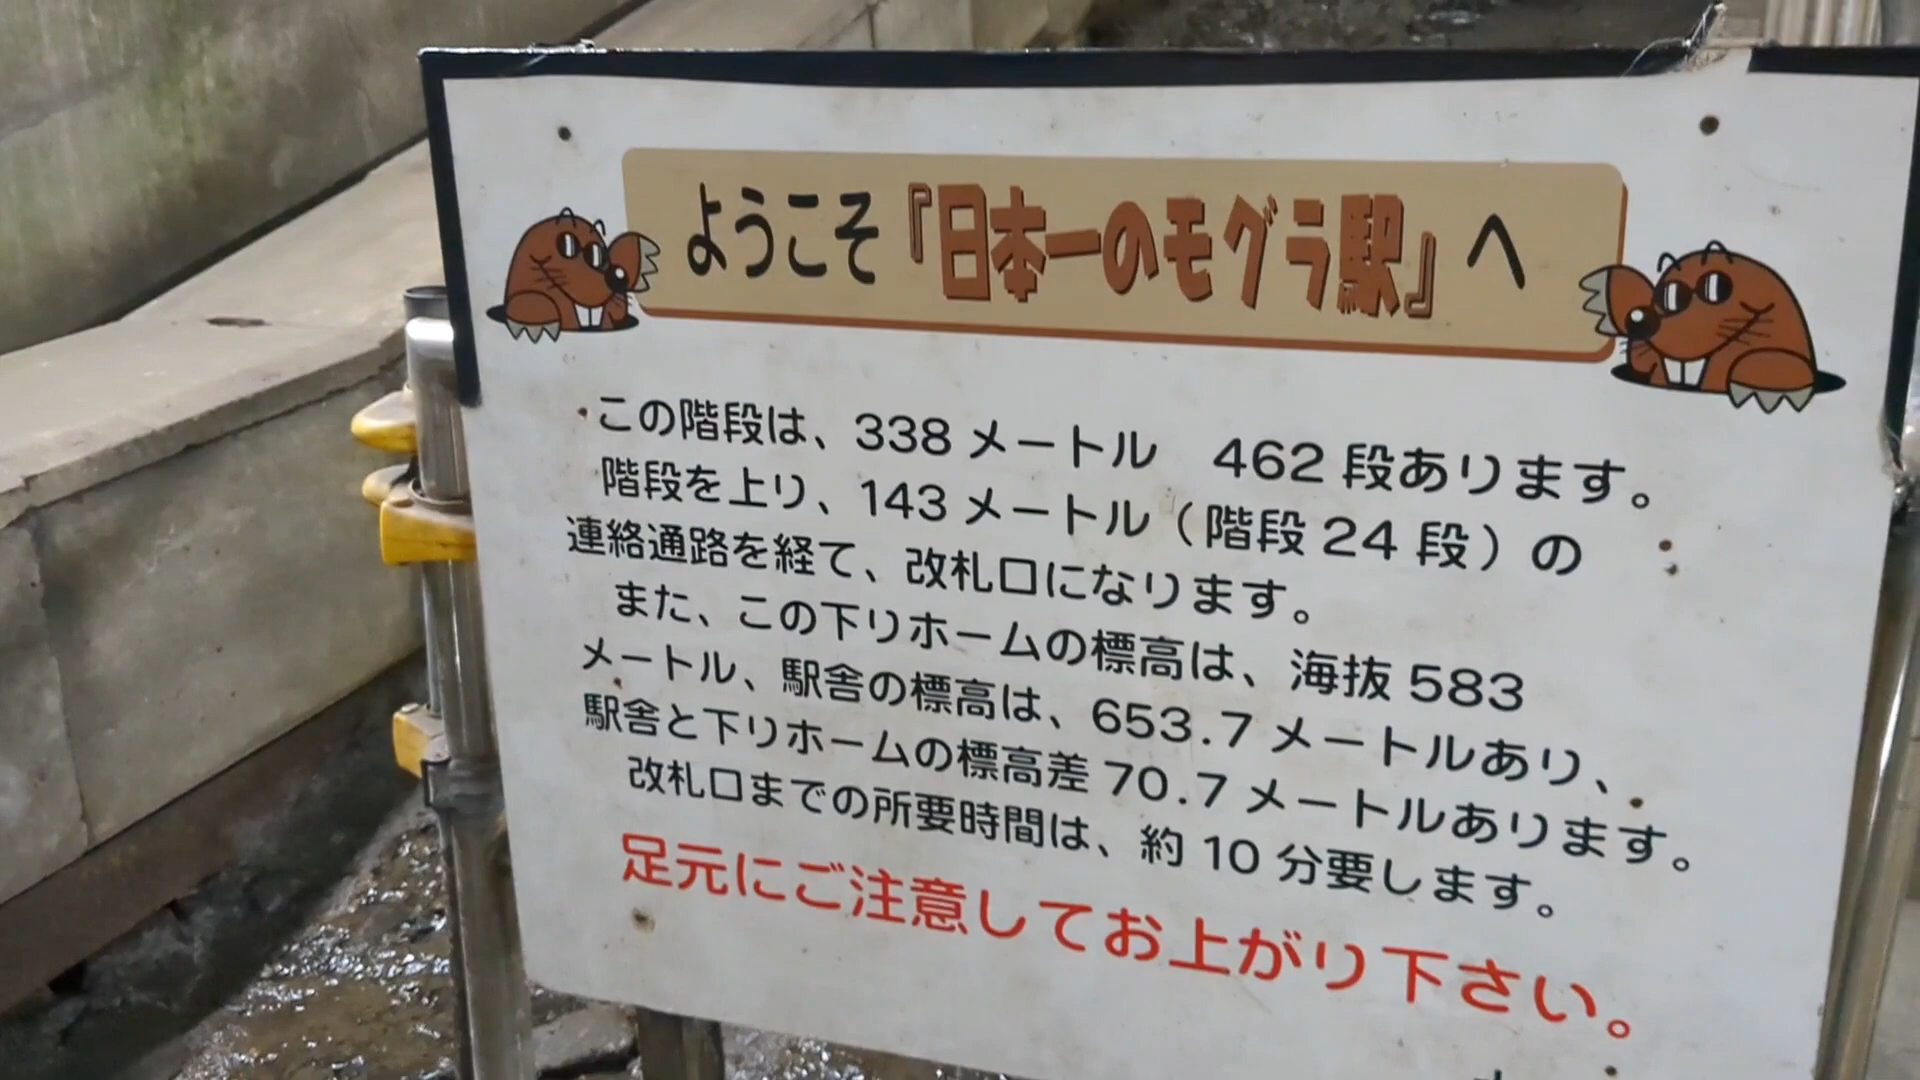 ようこそ『日本一のモグラ駅』へ
この階段は、338メートル　462段あります。
階段を上り、143メートル（階段24段）の
連絡通路を経て、改札口になります。
また、この下りホームの標高は、海抜583
メートル、駅舎の標高は、653.7メートルあり、
駅舎と下りホームの標高差70.7メートルあります。
改札口までの所要時間は、約10分要します。
足元にご注意してお上がり下さい。